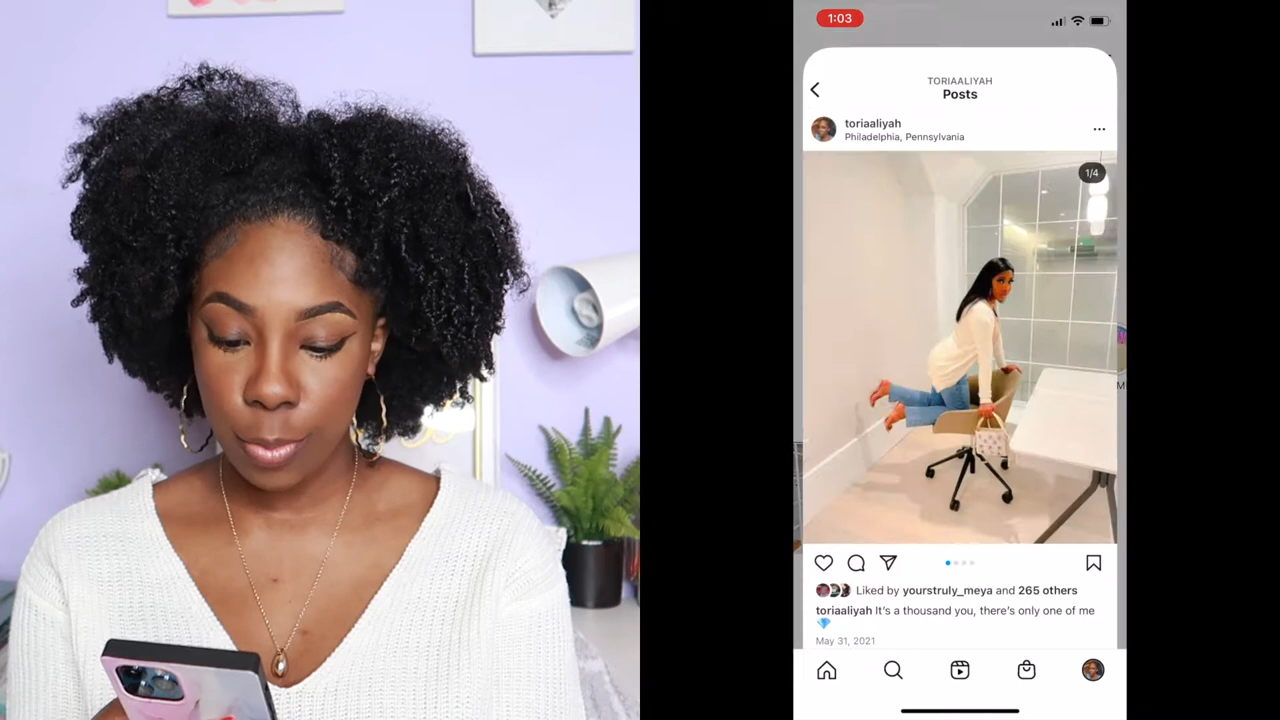 1:03
TORIAALIYAH
Posts
toriaaliyah
Philadelphia, Pennsylvania
1/4
Liked by yourstruly_meya and 265 others
toriaaliyah It's a thousand you, there's only one of me
💎
May 31, 2021